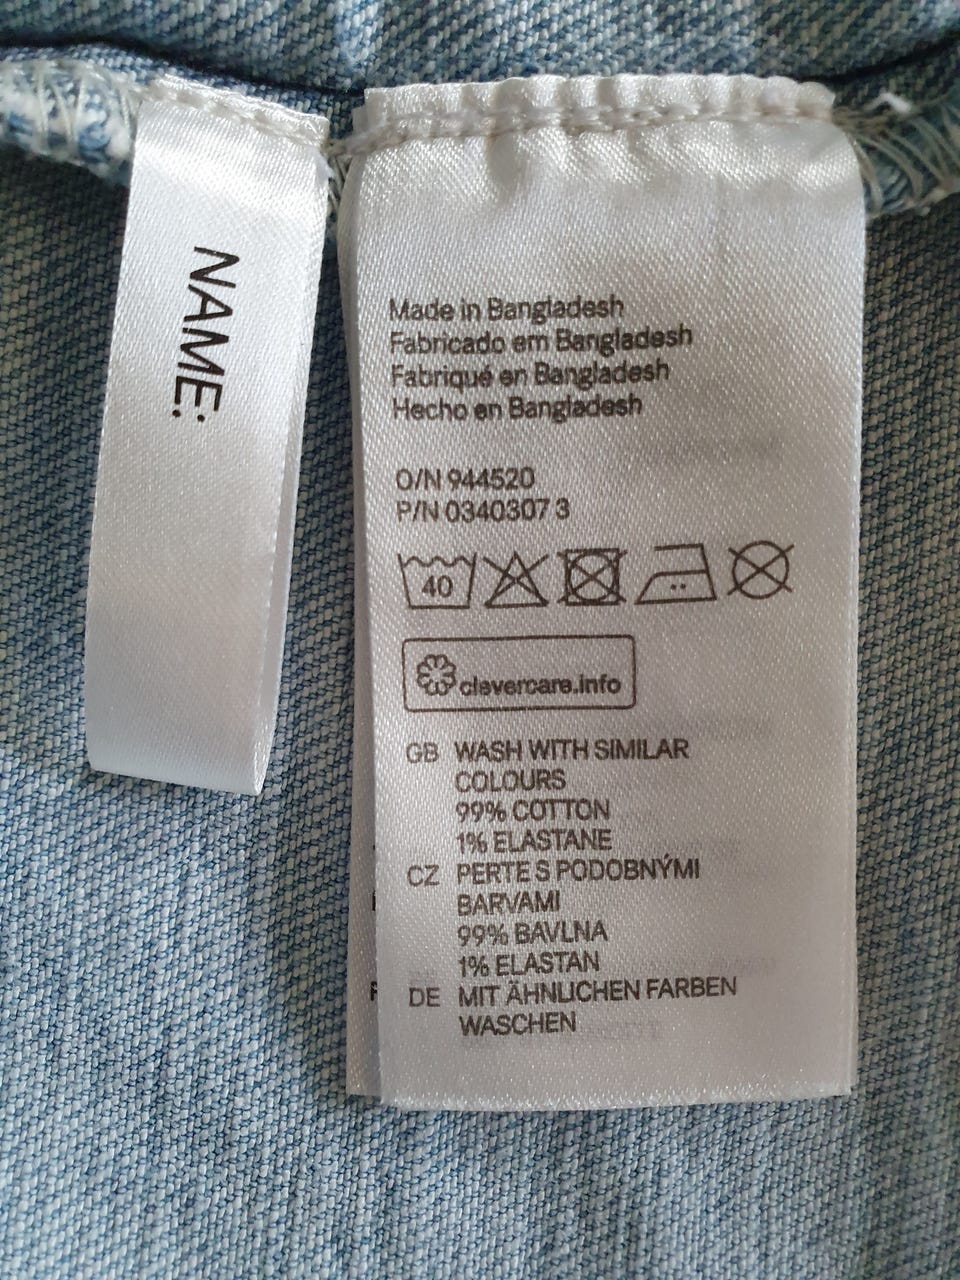 NAME:
Made in Bangladesh
Fabricado em Bangladesh
Fabriqué en Bangladesh
Hecho en Bangladesh
O/N 944520
P/N 0340307 3
40
clevercare.info
GB WASH WITH SIMILAR
COLOURS
99% COTTON
1% ELASTANE
CZ PERTE S PODOBNÝMI
BARVAMI
99% BAVLNA
1% ELASTAN
DE MIT ÄHNLICHEN FARBEN
WASCHEN